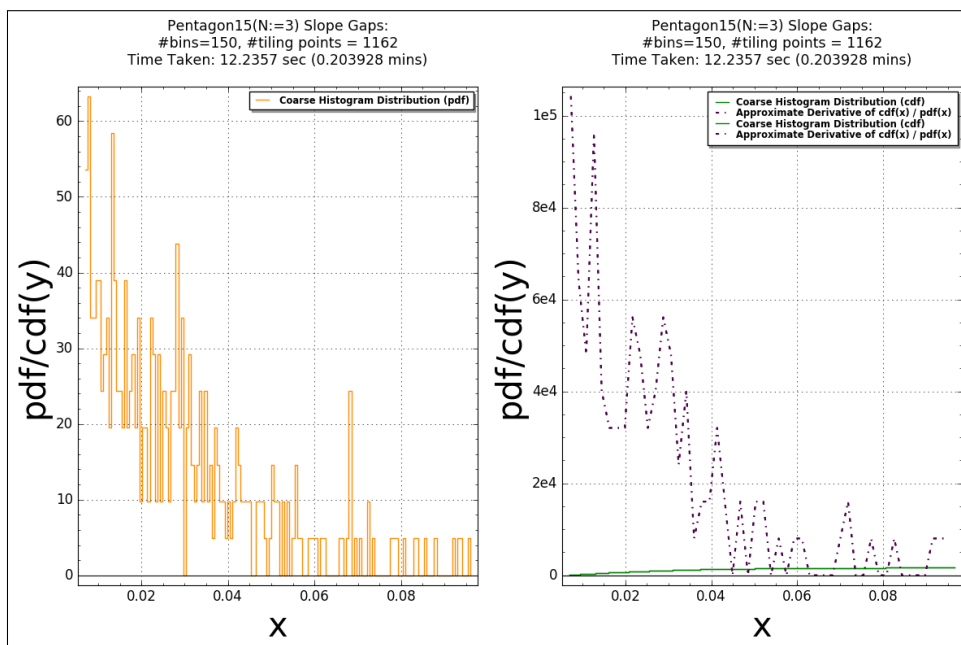 Pentagon15(N:=3) Slope Gaps:
#bins=150, #tiling points = 1162
Time Taken: 12.2357 sec (0.203928 mins)
Coarse Histogram Distribution (pdf)
pdf/cdf(y)
60
50
40
30
20
10
0
0.02
0.04
0.06
0.08
x
Pentagon15(N:=3) Slope Gaps:
#bins=150, #tiling points = 1162
Time Taken: 12.2357 sec (0.203928 mins)
Coarse Histogram Distribution (cdf)
Approximate Derivative of cdf(x) / pdf(x)
Coarse Histogram Distribution (cdf)
Approximate Derivative of cdf(x) / pdf(x)
pdf/cdf(y)
1e5
8e4
6e4
4e4
2e4
0
0.02
0.04
0.06
0.08
x